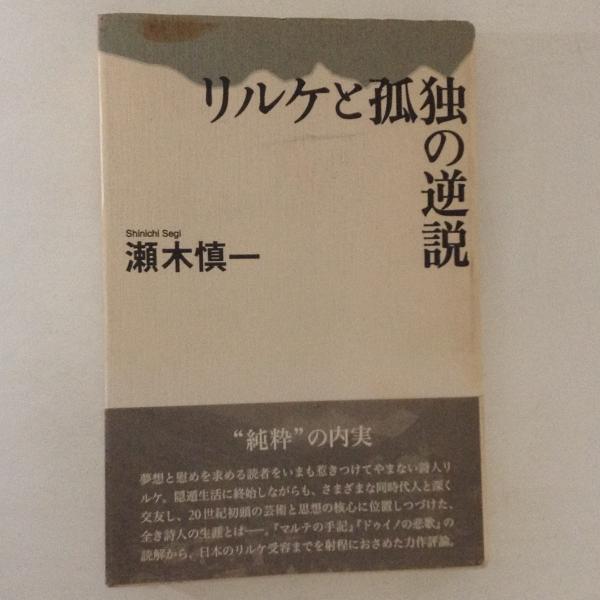 リルケと孤独の逆説
Shinichi Segi
瀬木慎一
“純粋”の内実
夢想と慰めを求める読者をいまも惹きつけてやまない詩人リ
ルケ。隠遁生活に終始しながらも、さまざまな同時代人と深く
交友し、20世紀初頭の芸術と思想の核心に位置しつづけた、
全き詩人の生涯とは──。『マルテの手記』『ドゥイノの悲歌』の
読解から、日本のリルケ受容までを射程におさめた力作評論。